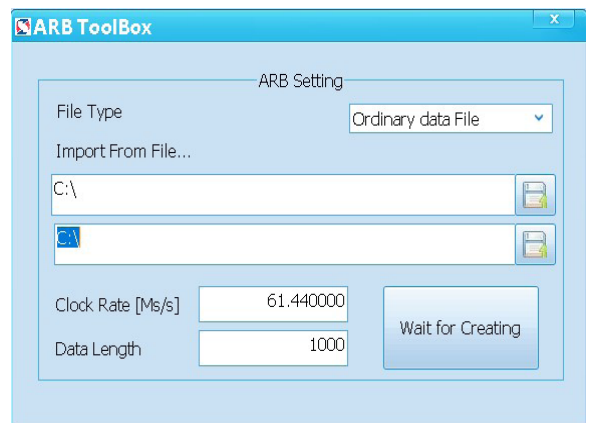 ARB ToolBox
x
ARB Setting
File Type
Ordinary data File
Import From File...
C:\
C:\
Clock Rate [Ms/s]
61.440000
Wait for Creating
Data Length
1000